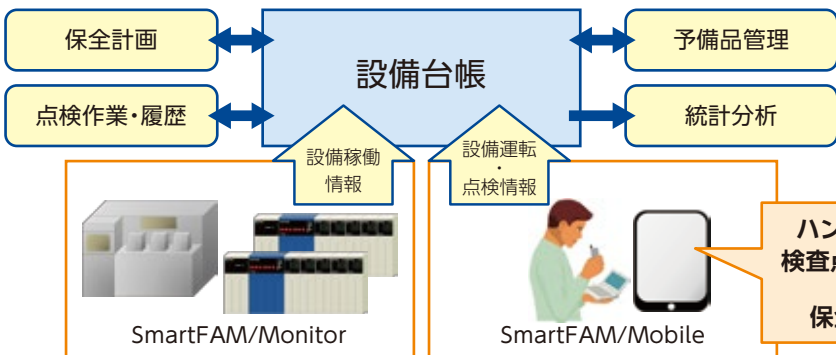 保全計画
設備台帳
予備品管理
点検作業・履歴
統計分析
設備稼働
情報
設備運転
・
点検情報
ハン
検査点
保全
SmartFAM/Monitor
SmartFAM/Mobile